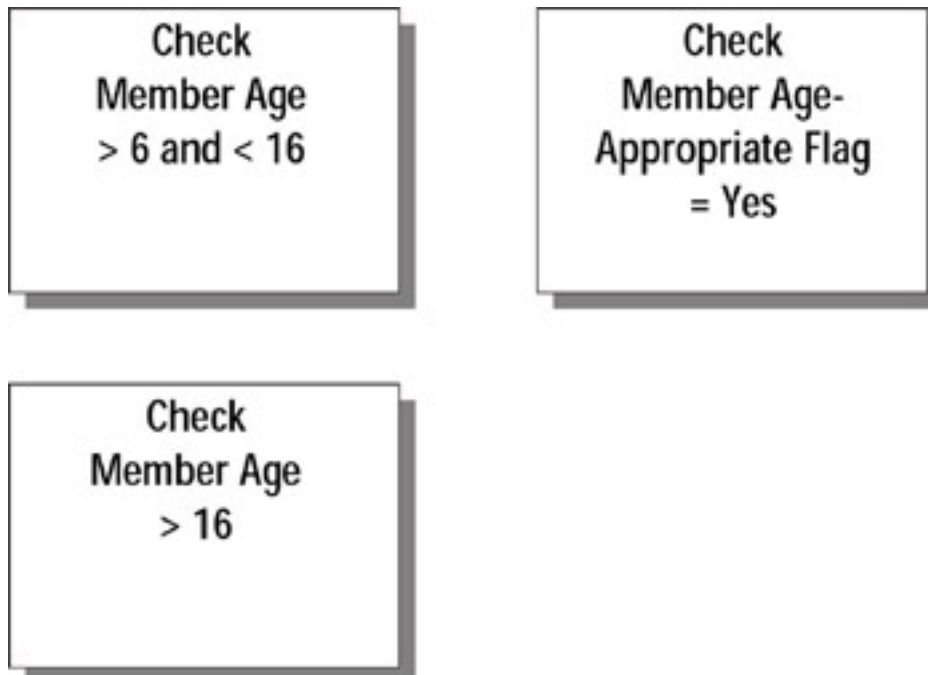 Check
Member Age
> 6 and < 16
Check
Member Age-
Appropriate Flag
= Yes
Check
Member Age
> 16